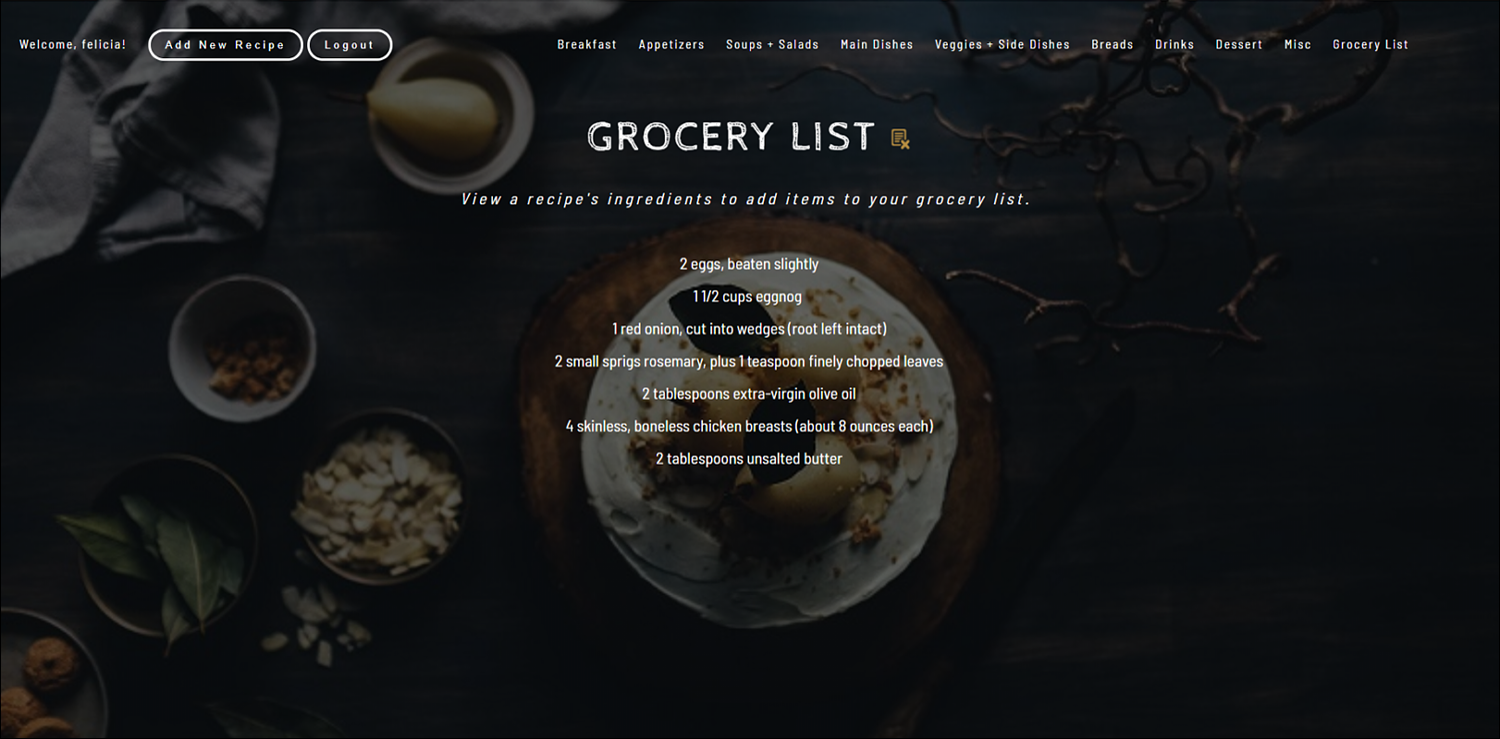 Welcome, felicia! Add New Recipe Logout Breakfast Appetizers Soups + Salads Main Dishes Veggies + Side Dishes Breads Drinks Dessert Misc Grocery List
GROCERY LIST
View a recipe's ingredients to add items to your grocery list.
2 eggs, beaten slightly
1 1/2 cups eggnog
1 red onion, cut into wedges (root left intact)
2 small sprigs rosemary, plus 1 teaspoon finely chopped leaves
2 tablespoons extra-virgin olive oil
4 skinless, boneless chicken breasts (about 8 ounces each)
2 tablespoons unsalted butter